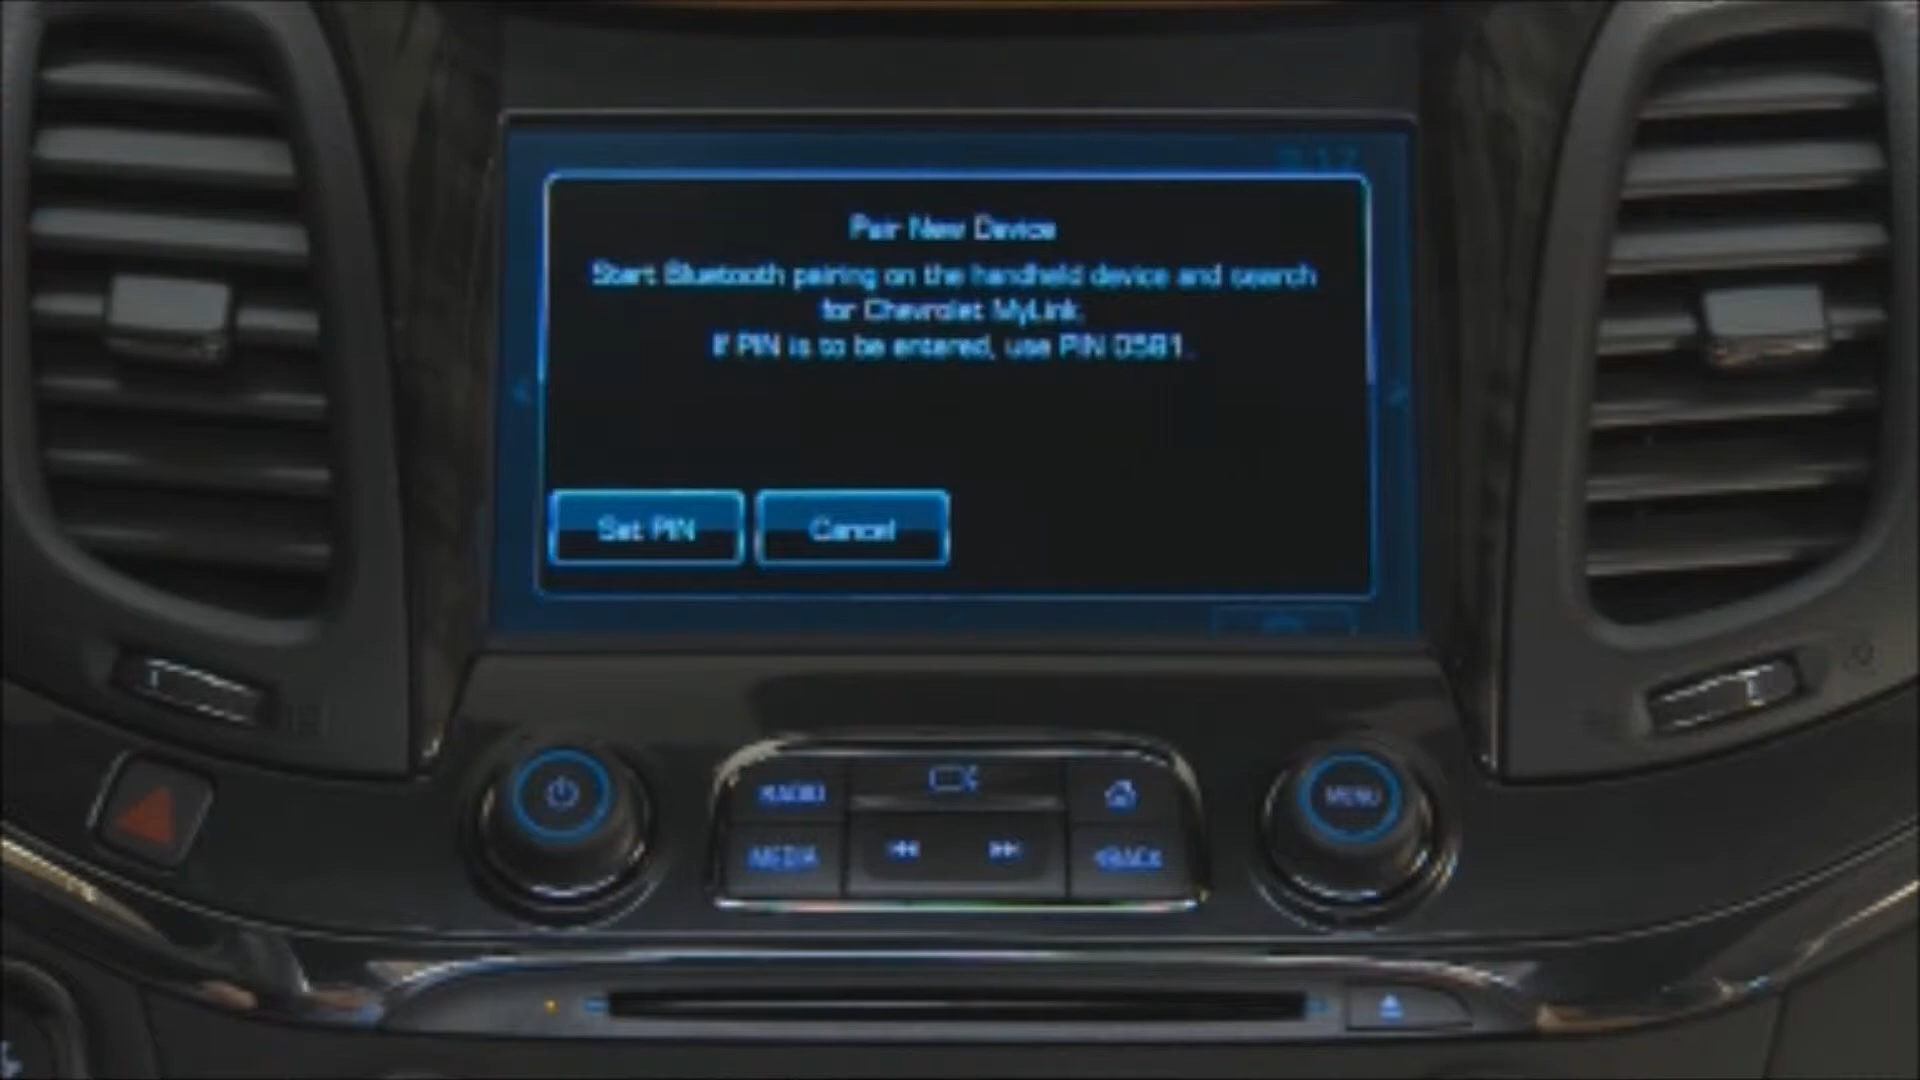 Pair New Device
Start Bluetooth pairing on the handheld device and search
for Chevrolet MyLink.
If PIN is to be entered, use PIN 0581.
Set PIN
Cancel
RADIO
MENU
MEDIA
<BACK